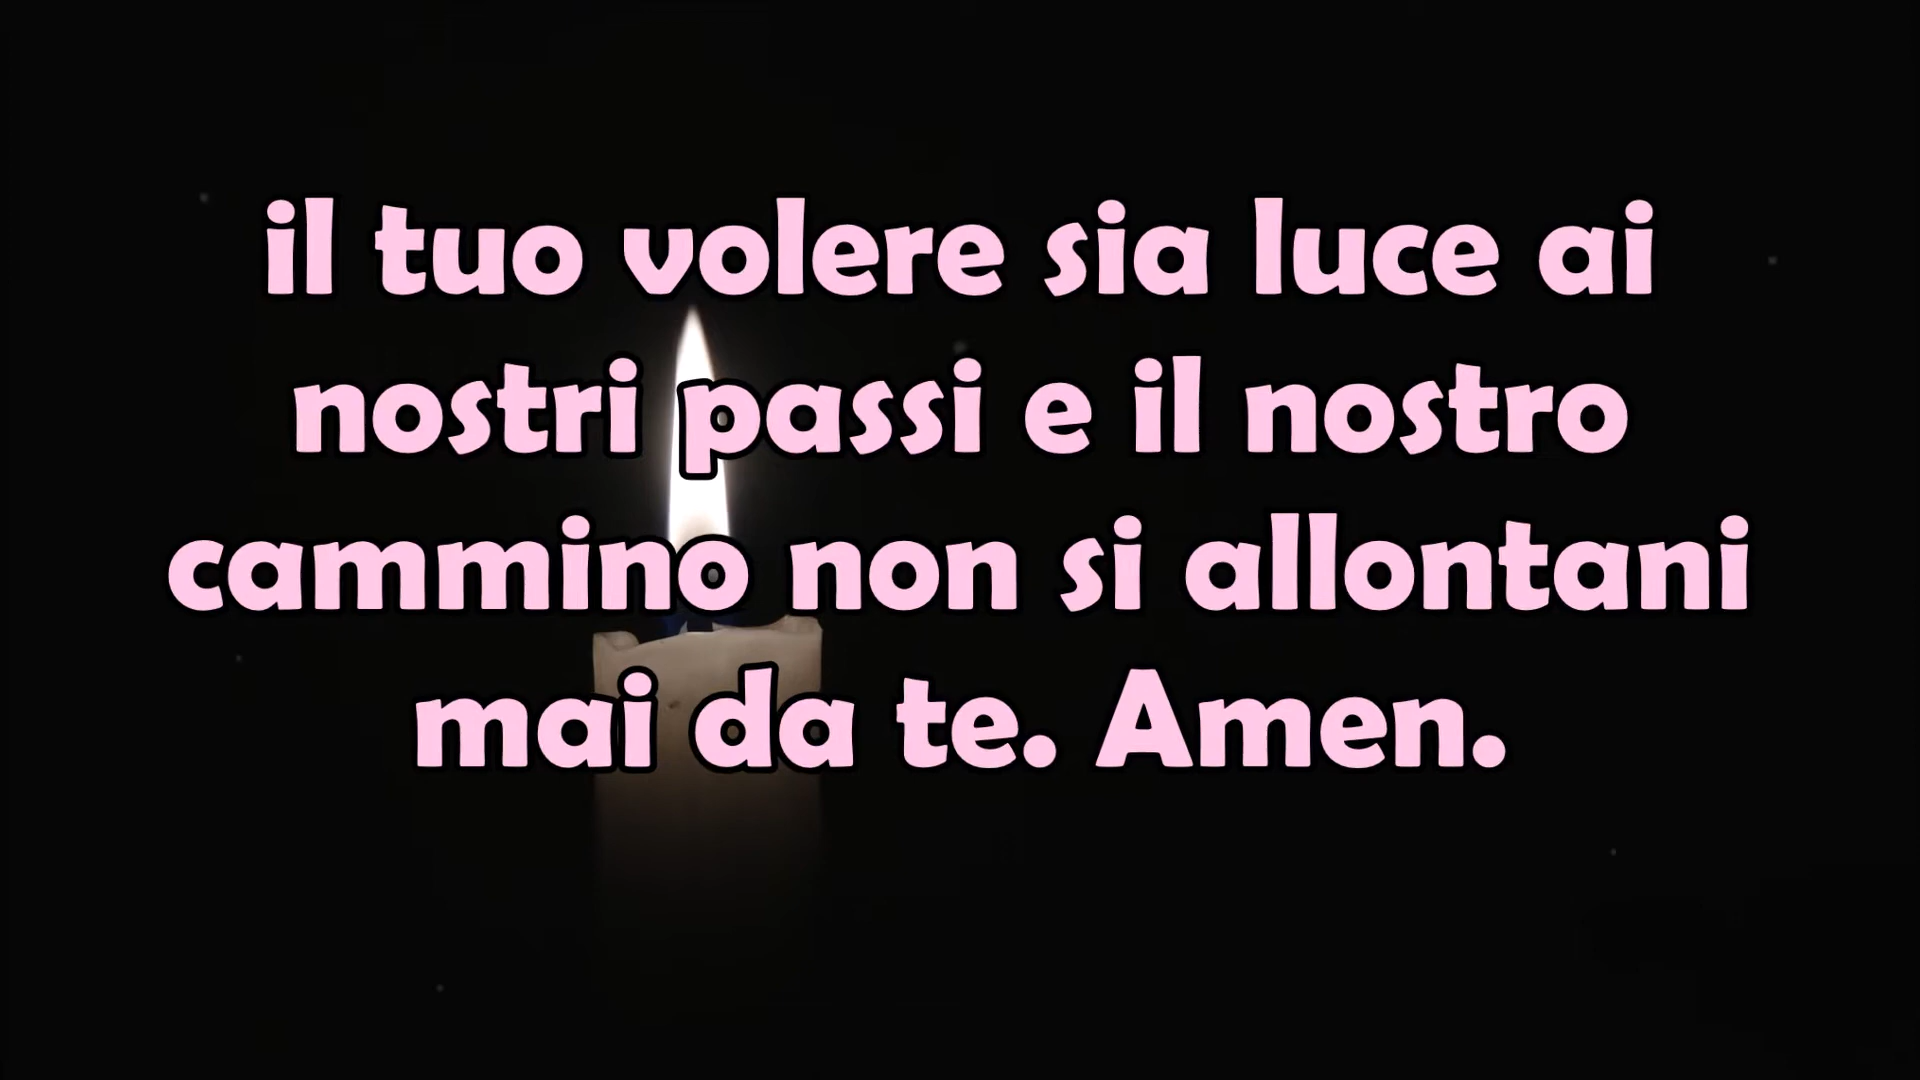 il tuo volere sia luce ai
nostri passi e il nostro
cammino non si allontani
mai da te. Amen.